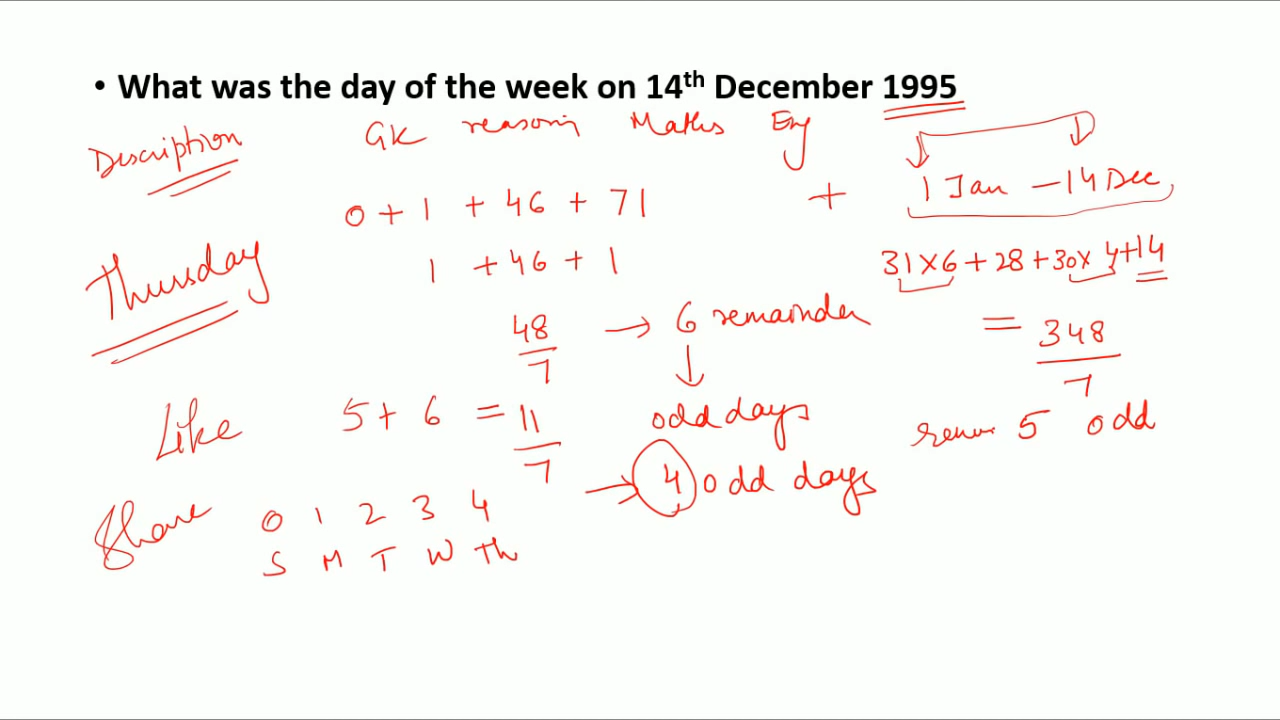 • What was the day of the week on 14th December 1995
Description GK reasoning Maths Eng
0 + 1 + 46 + 71 + 1 Jan – 14 Dec
Thursday 1 + 46 + 1 31×6 + 28 + 30× 4 + 14
48/7 → 6 remainder = 348/7
↓
Like 5 + 6 = 11/7 odd days 5 odd
→ 4 odd days
Share 0 1 2 3 4
S M T W Th